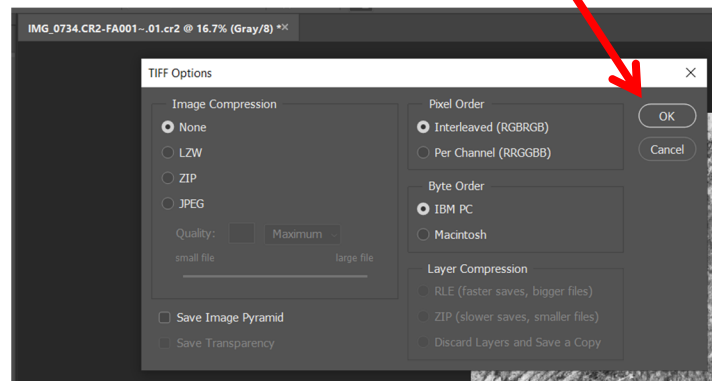 IMG_0734.CR2-FA001~.01.cr2 @ 16.7% (Gray/8) *
TIFF Options
Image Compression
None
LZW
ZIP
JPEG
Quality:
Maximum
small file
large file
Save Image Pyramid
Save Transparency
Pixel Order
Interleaved (RGBRGB)
Per Channel (RRGGBB)
Byte Order
IBM PC
Macintosh
Layer Compression
RLE (faster saves, bigger files)
ZIP (slower saves, smaller files)
Discard Layers and Save a Copy
OK
Cancel